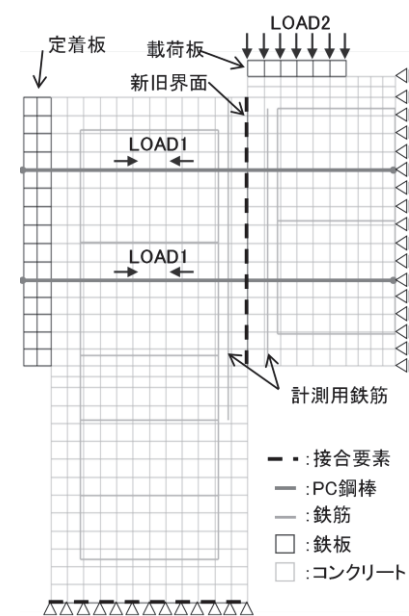 LOAD2
定着板
載荷板
新旧界面
LOAD1
LOAD1
計測用鉄筋
:接合要素
:PC鋼棒
:鉄筋
:鉄板
:コンクリート